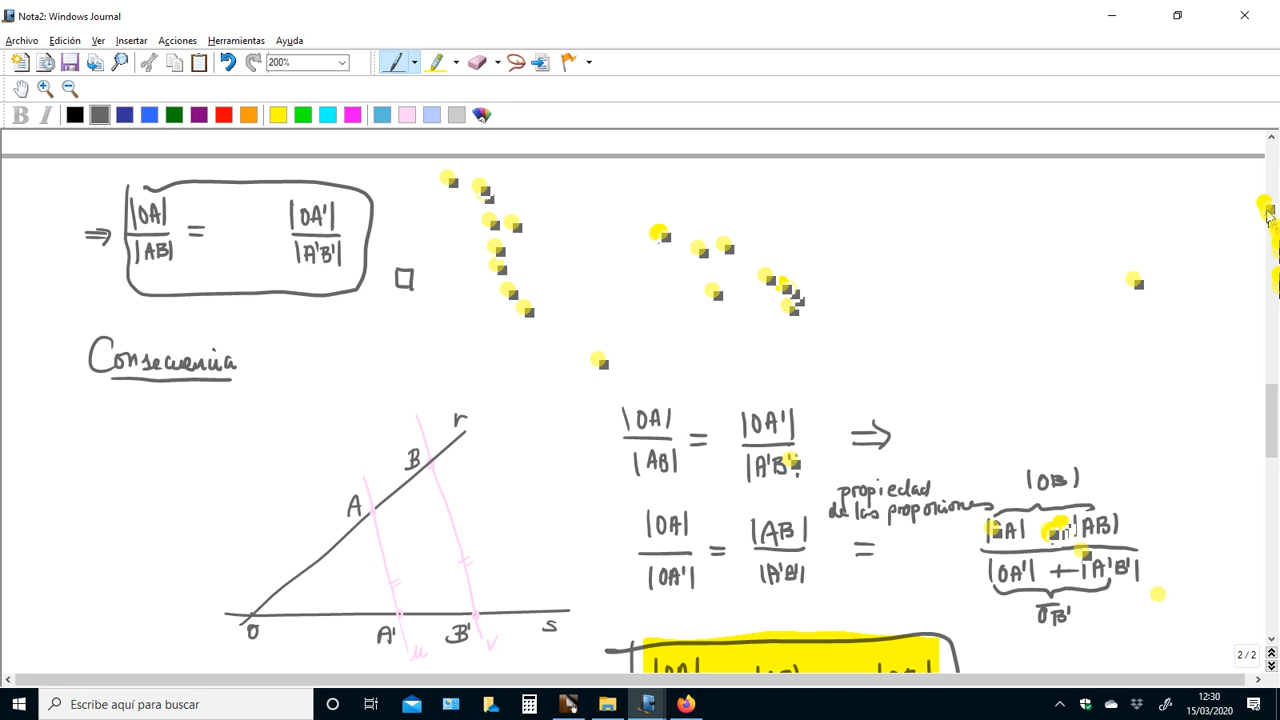 Nota2: Windows Journal
Archivo Edición Ver Insertar Acciones Herramientas Ayuda
200%
B I
⇒ |OA| / |AB| = |OA'| / |A'B'| □
Consecuencia
r
B
A
O A' B' s
u v
|OA| / |AB| = |OA'| / |A'B'| ⇒
propiedad
de las proporciones
|OB|
|OA| / |OA'| = |AB| / |A'B'| = |OA| |AB| / |OA'| + |A'B'|
OB'
2/2
Escribe aquí para buscar
12:30
15/03/2020